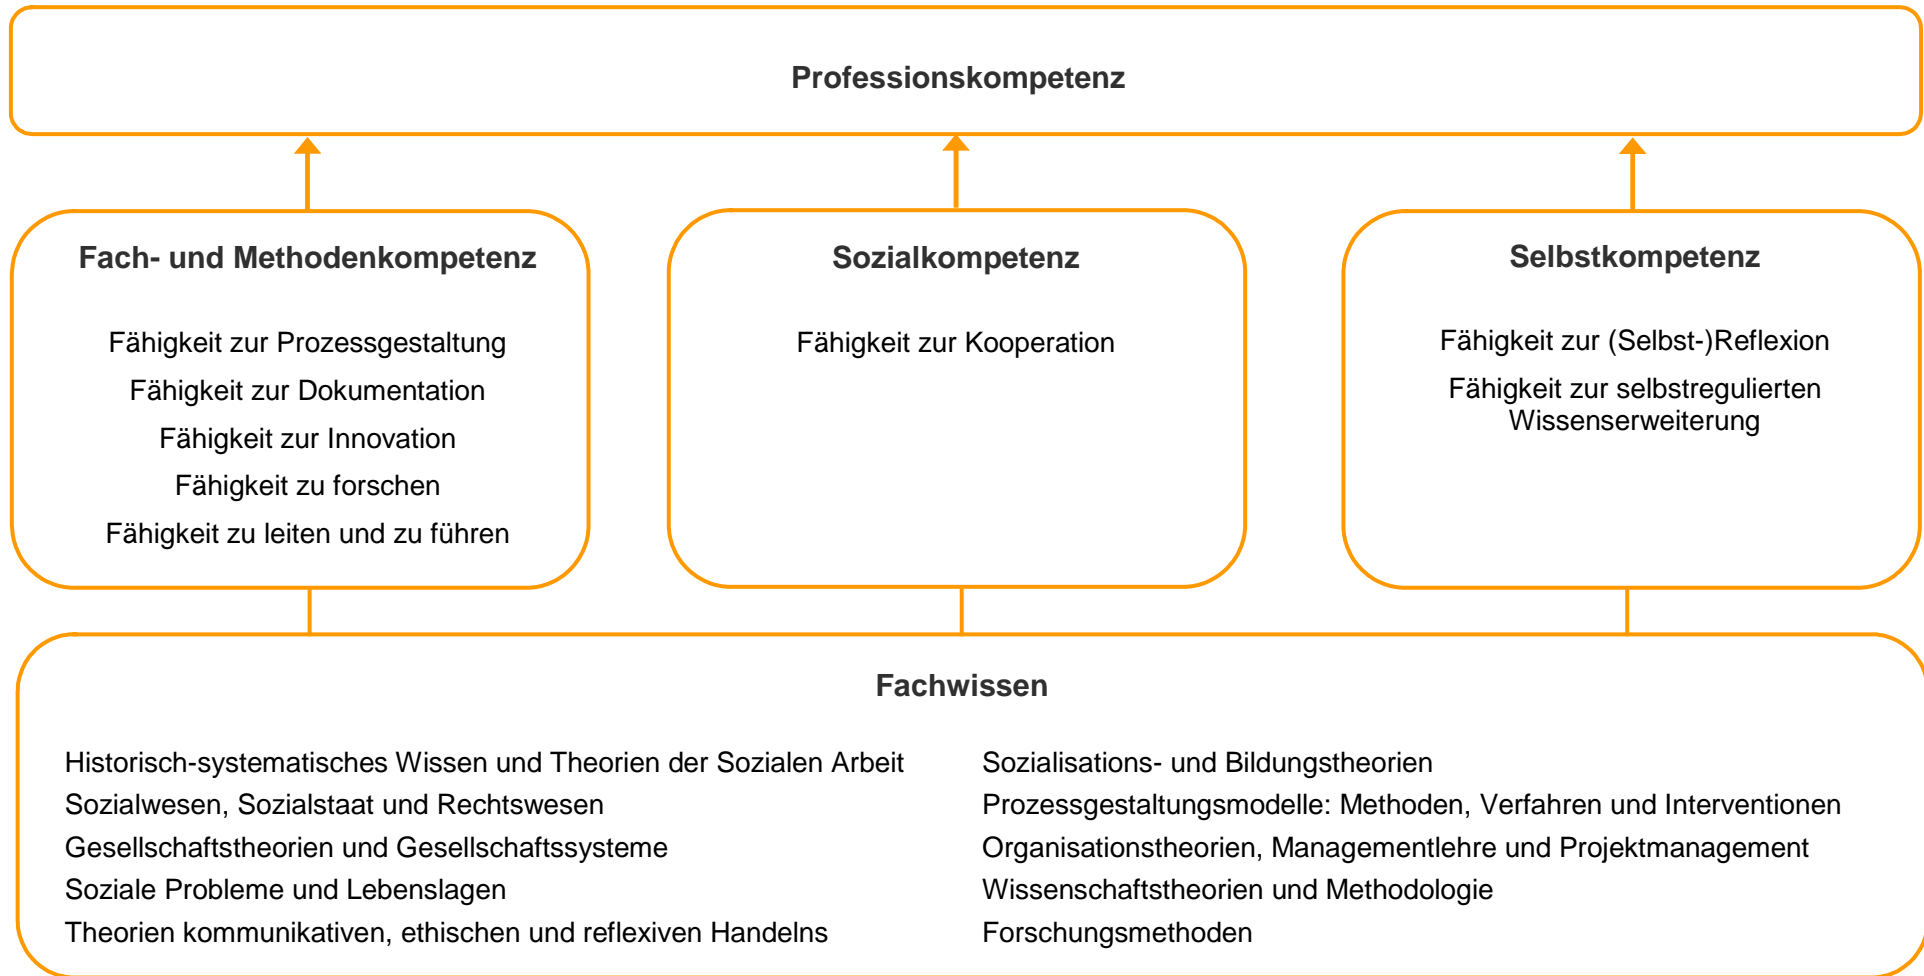 Professionskompetenz
Fach- und Methodenkompetenz
Fähigkeit zur Prozessgestaltung
Fähigkeit zur Dokumentation
Fähigkeit zur Innovation
Fähigkeit zu forschen
Fähigkeit zu leiten und zu führen
Sozialkompetenz
Fähigkeit zur Kooperation
Selbstkompetenz
Fähigkeit zur (Selbst-)Reflexion
Fähigkeit zur selbstregulierten
Wissenserweiterung
Fachwissen
Historisch-systematisches Wissen und Theorien der Sozialen Arbeit
Sozialwesen, Sozialstaat und Rechtswesen
Gesellschaftstheorien und Gesellschaftssysteme
Soziale Probleme und Lebenslagen
Theorien kommunikativen, ethischen und reflexiven Handelns
Sozialisations- und Bildungstheorien
Prozessgestaltungsmodelle: Methoden, Verfahren und Interventionen
Organisationstheorien, Managementlehre und Projektmanagement
Wissenschaftstheorien und Methodologie
Forschungsmethoden